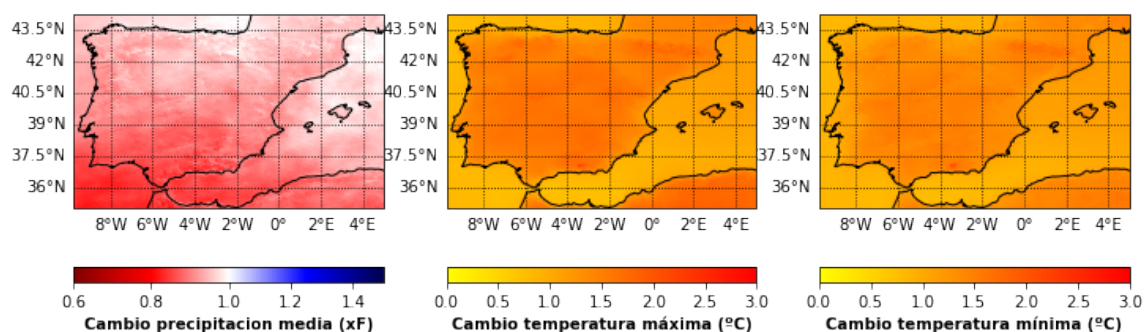 43.5°N
42°N
40.5°N
39°N
37.5°N
36°N
8°W 6°W 4°W 2°W 0° 2°E 4°E
43.5°N
42°N
40.5°N
39°N
37.5°N
36°N
8°W 6°W 4°W 2°W 0° 2°E 4°E
43.5°N
42°N
40.5°N
39°N
37.5°N
36°N
8°W 6°W 4°W 2°W 0° 2°E 4°E
0.6 0.8 1.0 1.2 1.4
Cambio precipitacion media (xF)
0.0 0.5 1.0 1.5 2.0 2.5 3.0
Cambio temperatura máxima (ºC)
0.0 0.5 1.0 1.5 2.0 2.5 3.0
Cambio temperatura mínima (ºC)